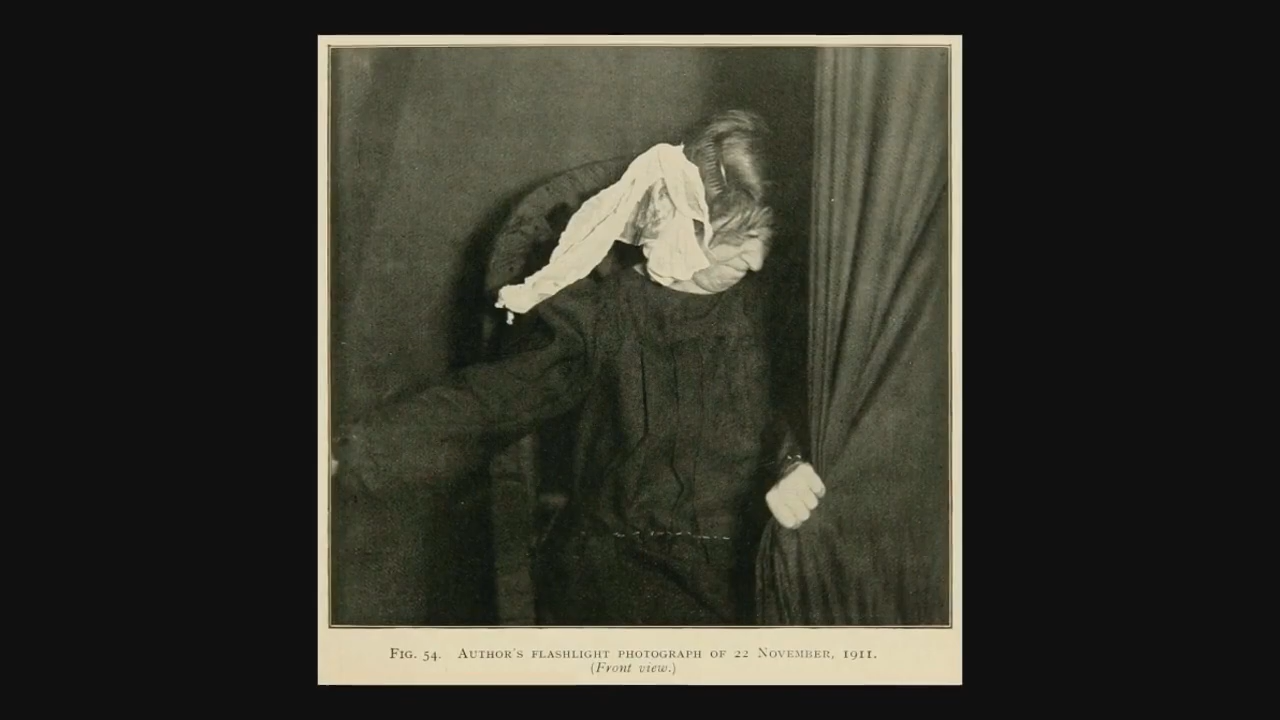 Fig. 54. Author's flashlight photograph of 22 November, 1911.
(Front view.)